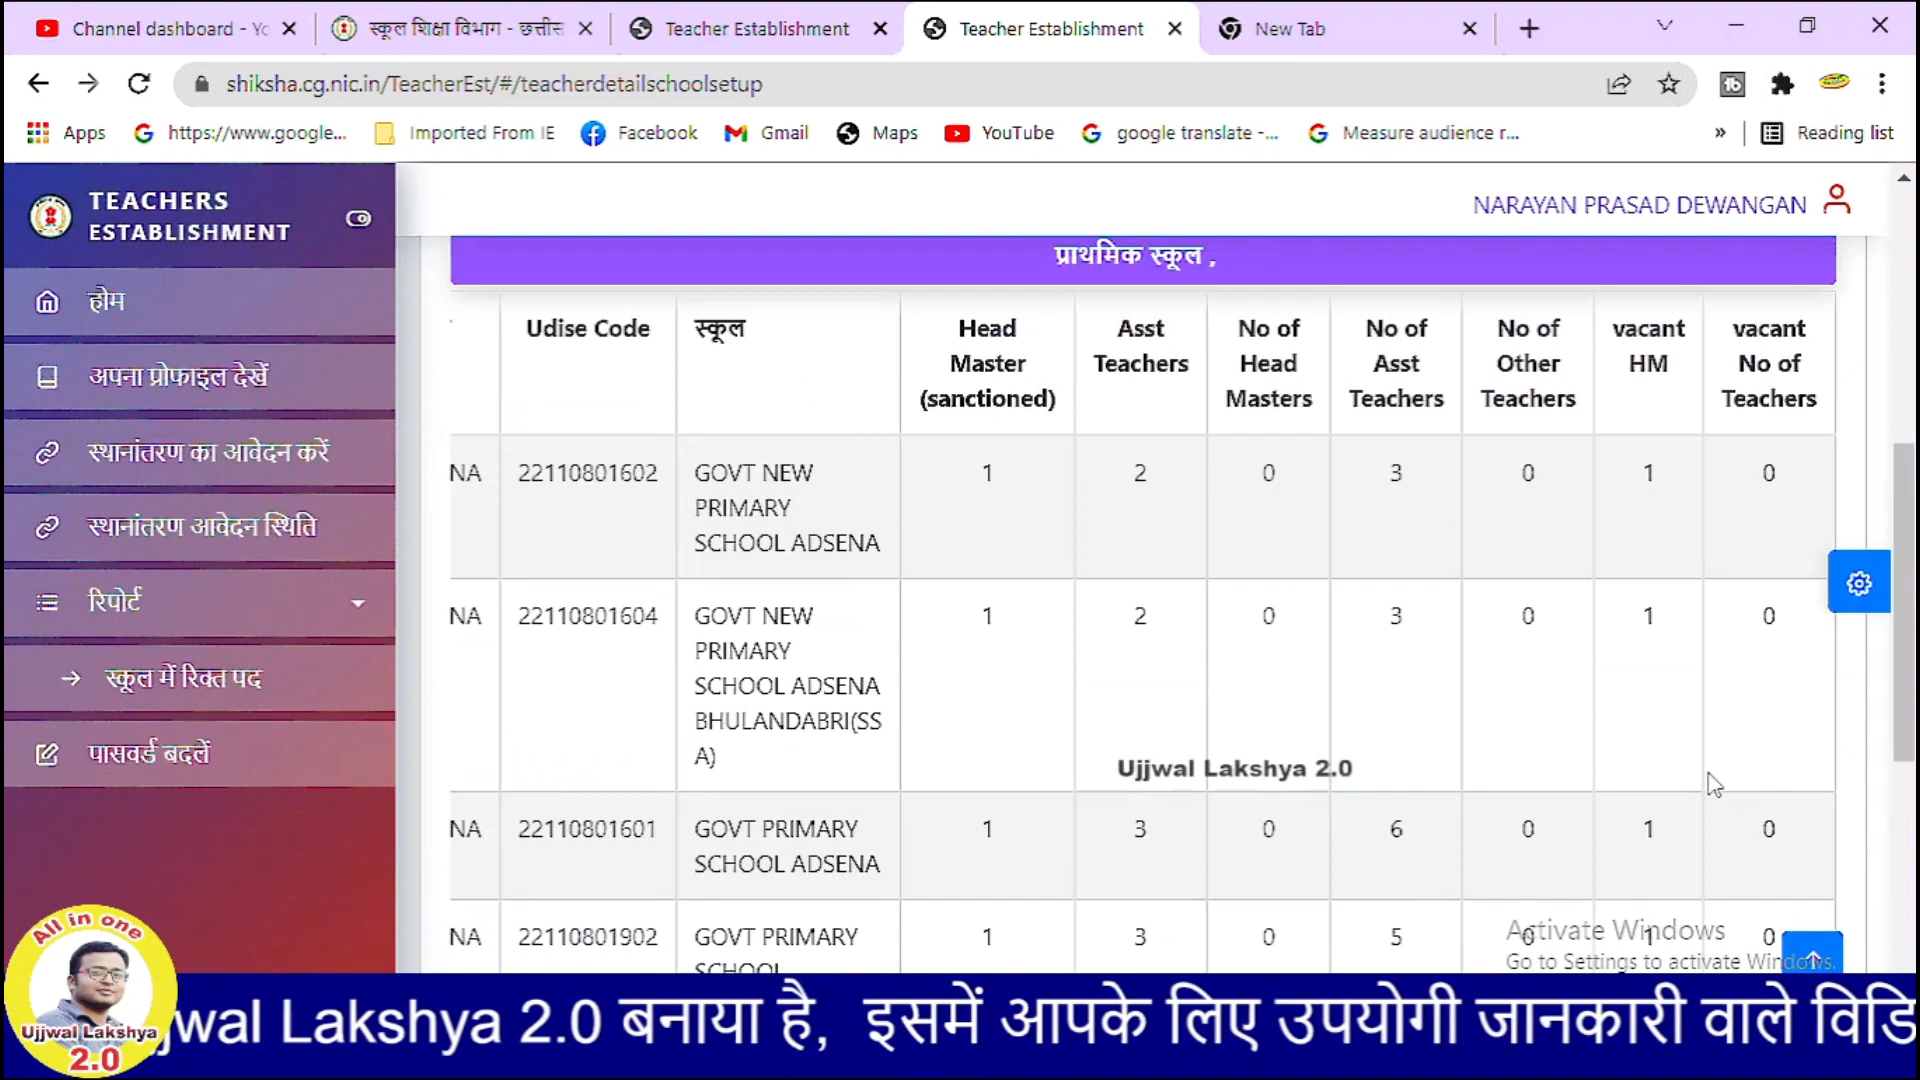 Channel dashboard - Yo
स्कूल शिक्षा विभाग - छत्तीस
Teacher Establishment
Teacher Establishment
New Tab
shiksha.cg.nic.in/TeacherEst/#/teacherdetailschoolsetup
Apps
https://www.google...
Imported From IE
Facebook
Gmail
Maps
YouTube
google translate -...
Measure audience r...
»
Reading list
TEACHERS
ESTABLISHMENT
NARAYAN PRASAD DEWANGAN
होम
अपना प्रोफाइल देखें
स्थानांतरण का आवेदन करें
स्थानांतरण आवेदन स्थिति
रिपोर्ट
स्कूल में रिक्त पद
पासवर्ड बदलें
प्राथमिक स्कूल ,
Udise Code स्कूल Head Asst No of No of No of vacant vacant
Master Teachers Head Asst Other HM No of
(sanctioned) Masters Teachers Teachers Teachers
NA 22110801602 GOVT NEW 1 2 0 3 0 1 0
PRIMARY
SCHOOL ADSENA
NA 22110801604 GOVT NEW 1 2 0 3 0 1 0
PRIMARY
SCHOOL ADSENA
BHULANDABRI(SS
A)
Ujjwal Lakshya 2.0
NA 22110801601 GOVT PRIMARY 1 3 0 6 0 1 0
SCHOOL ADSENA
NA 22110801902 GOVT PRIMARY 1 3 0 5 0 1 0
SCHOOL
Activate Windows
Go to Settings to activate Windows.
All in one
Ujjwal Lakshya
2.0
jwal Lakshya 2.0 बनाया है, इसमें आपके लिए उपयोगी जानकारी वाले विडि